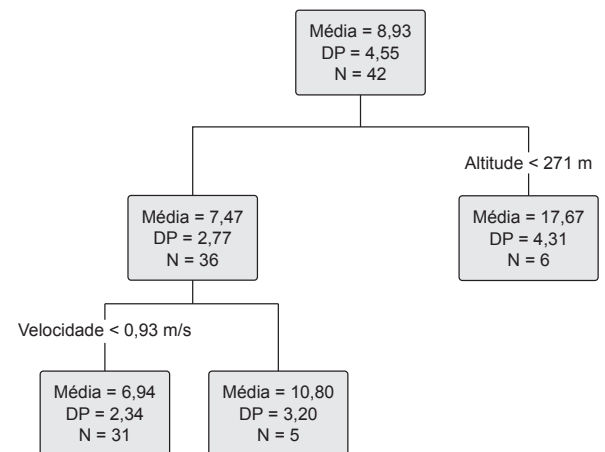 Média = 8,93
DP = 4,55
N = 42
Altitude < 271 m
Média = 7,47
DP = 2,77
N = 36
Média = 17,67
DP = 4,31
N = 6
Velocidade < 0,93 m/s
Média = 6,94
DP = 2,34
N = 31
Média = 10,80
DP = 3,20
N = 5